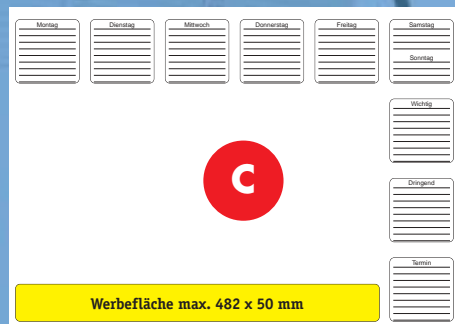 Montag
Dienstag
Mittwoch
Donnerstag
Freitag
Samstag
Sonntag
Wichtig
C
Dringend
Termin
Werbefläche max. 482 x 50 mm